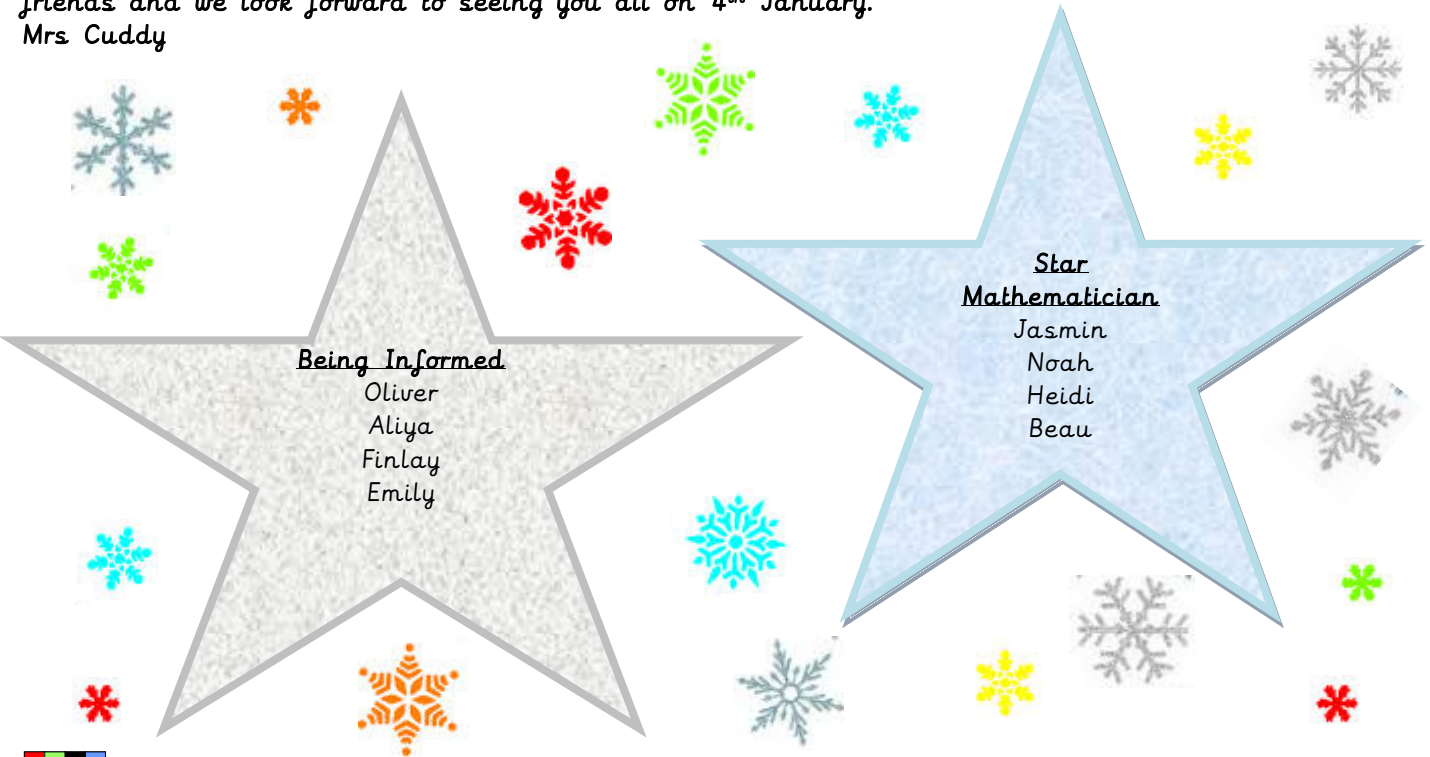 friends and we look forward to seeing you all on 4th January.
Mrs Cuddy
Being Informed
Oliver
Aliya
Finlay
Emily
Star
Mathematician
Jasmin
Noah
Heidi
Beau